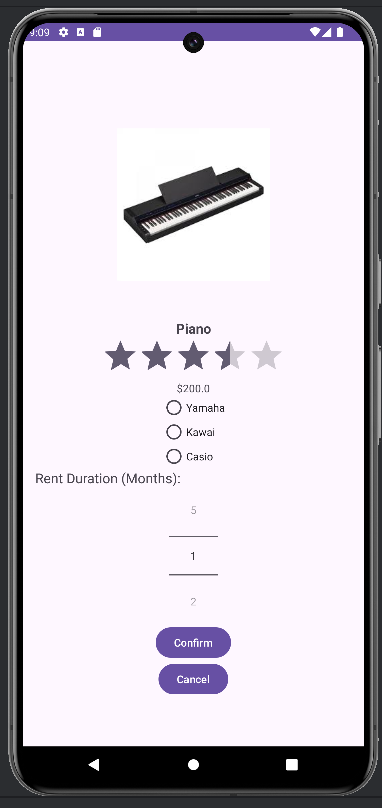 9:09
Piano
$200.0
Yamaha
Kawai
Casio
Rent Duration (Months):
5
1
2
Confirm
Cancel